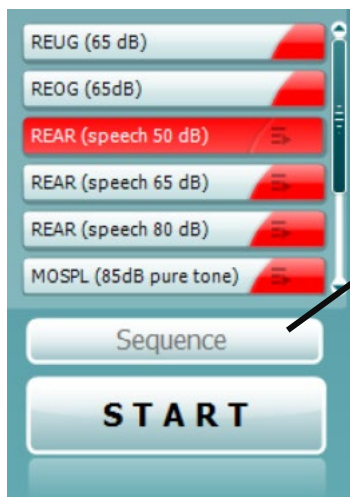 REUG (65 dB)
REOG (65dB)
REAR (speech 50 dB)
REAR (speech 65 dB)
REAR (speech 80 dB)
MOSPL (85dB pure tone)
Sequence
START